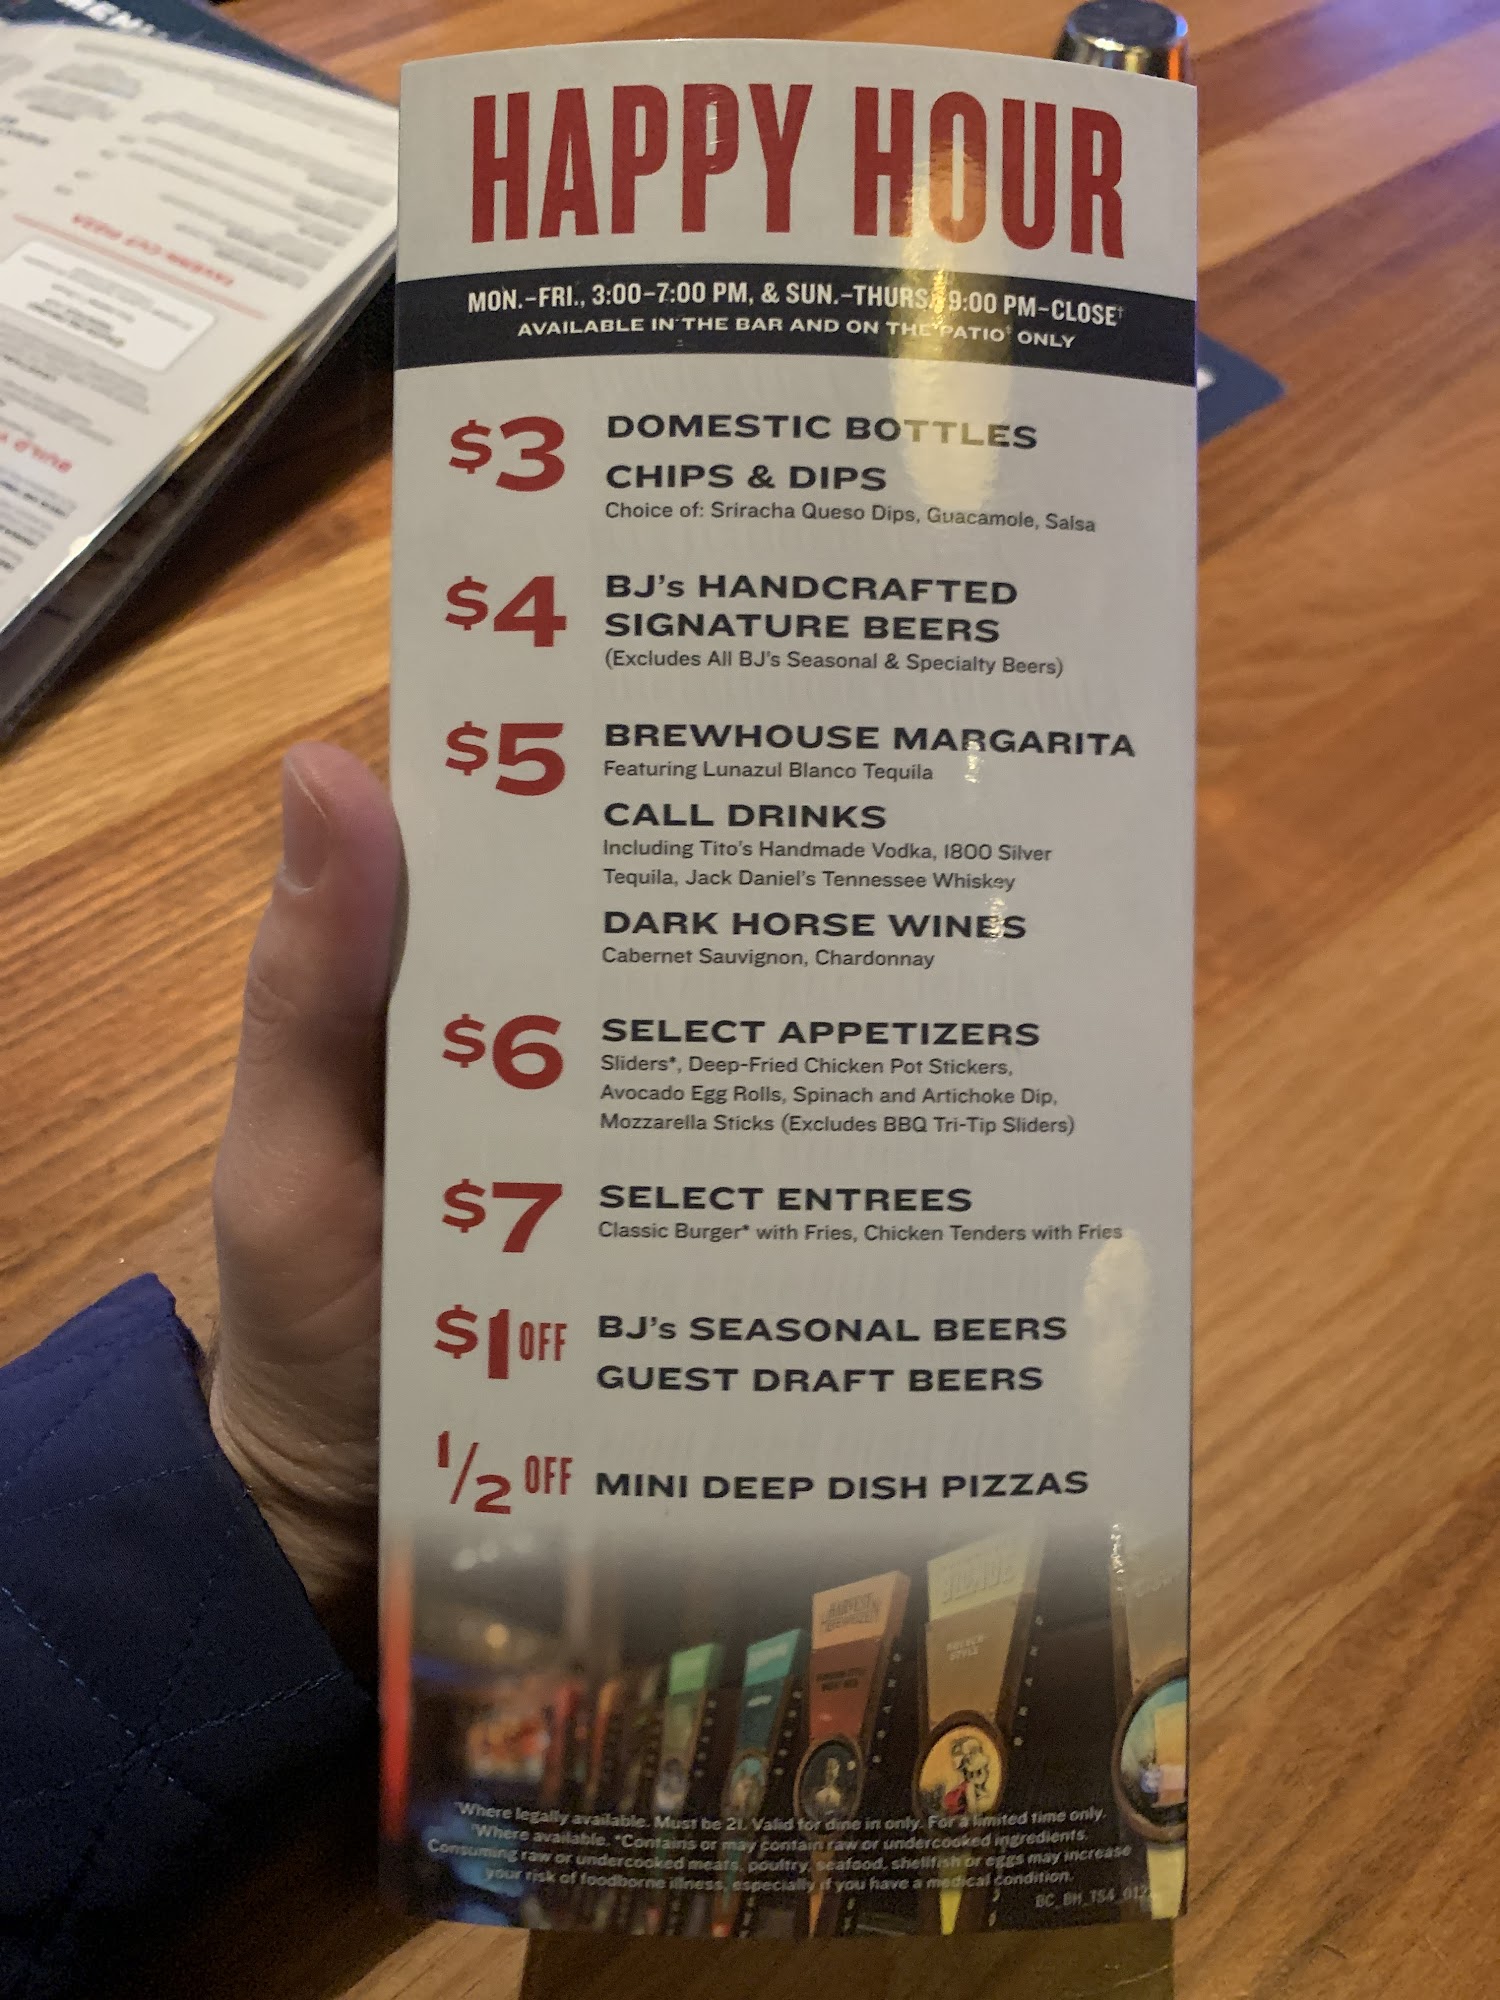 MENU
HAPPY HOUR
MON.–FRI., 3:00–7:00 PM, & SUN.–THURS., 9:00 PM–CLOSE†
AVAILABLE IN THE BAR AND ON THE PATIO‡ ONLY
$3 DOMESTIC BOTTLES
CHIPS & DIPS
Choice of: Sriracha Queso Dips, Guacamole, Salsa
$4 BJ's HANDCRAFTED
SIGNATURE BEERS
(Excludes All BJ's Seasonal & Specialty Beers)
$5 BREWHOUSE MARGARITA
Featuring Lunazul Blanco Tequila
CALL DRINKS
Including Tito's Handmade Vodka, 1800 Silver
Tequila, Jack Daniel's Tennessee Whiskey
DARK HORSE WINES
Cabernet Sauvignon, Chardonnay
$6 SELECT APPETIZERS
Sliders*, Deep-Fried Chicken Pot Stickers,
Avocado Egg Rolls, Spinach and Artichoke Dip,
Mozzarella Sticks (Excludes BBQ Tri-Tip Sliders)
$7 SELECT ENTREES
Classic Burger* with Fries, Chicken Tenders with Fries
$1 OFF BJ's SEASONAL BEERS
GUEST DRAFT BEERS
1/2 OFF MINI DEEP DISH PIZZAS
HARVEST
HEFEWEIZEN
BLONDE
†Where legally available. Must be 21. Valid for dine in only. For a limited time only.
‡Where available. *Contains or may contain raw or undercooked ingredients.
Consuming raw or undercooked meats, poultry, seafood, shellfish or eggs may increase
your risk of foodborne illness, especially if you have a medical condition.